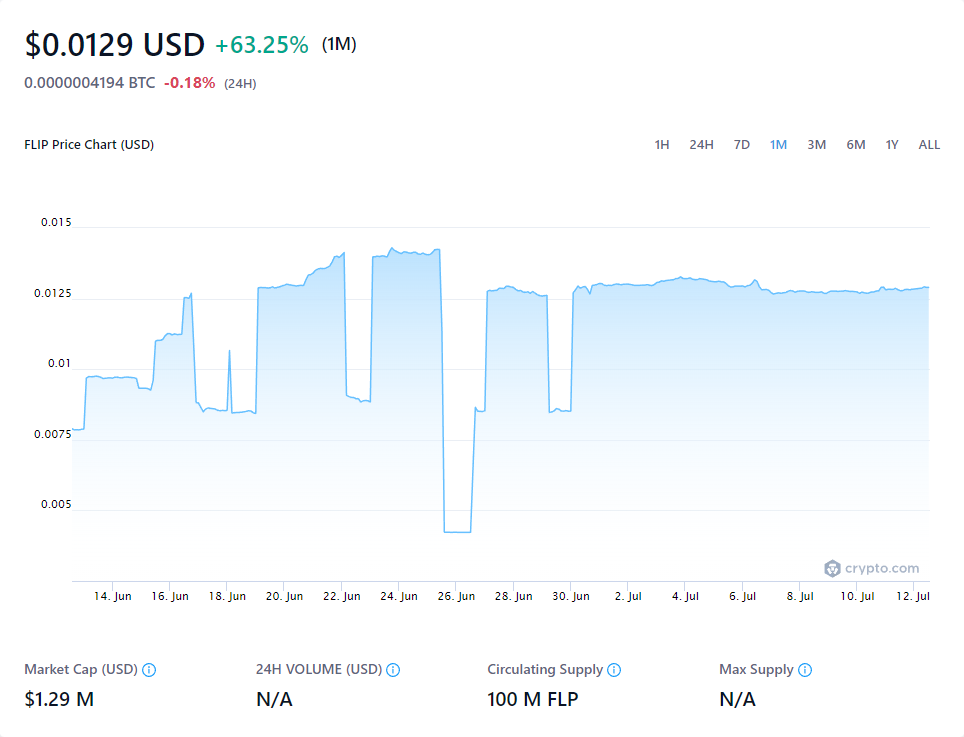 $0.0129 USD +63.25% (1M)
0.0000004194 BTC -0.18% (24H)
FLIP Price Chart (USD) 1H 24H 7D 1M 3M 6M 1Y ALL
0.015
0.0125
0.01
0.0075
0.005
crypto.com
14. Jun 16. Jun 18. Jun 20. Jun 22. Jun 24. Jun 26. Jun 28. Jun 30. Jun 2. Jul 4. Jul 6. Jul 8. Jul 10. Jul 12. Jul
Market Cap (USD) 24H VOLUME (USD) Circulating Supply Max Supply
$1.29 M N/A 100 M FLP N/A